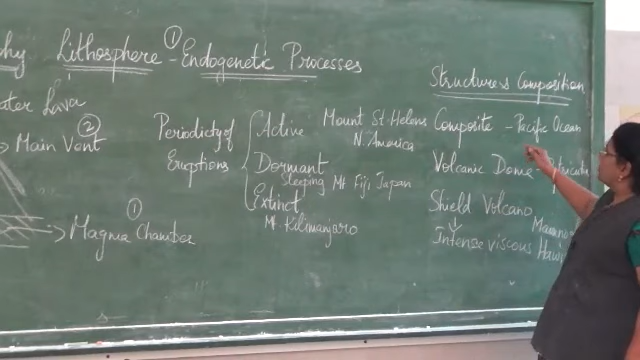 phy Lithosphere ① - Endogenetic Processes
ater Lava
② Main Vent
① Magma Chamber
Periodicty of Eruptions
Active Mount St. Helens
N. America
Dormant
Sleeping Mt Fiji, Japan
Extinct
Mt. Kilimanjaro
Structure & Composition
Composite - Pacific Ocean
Volcanic Dome
Shield Volcano
Intense viscous